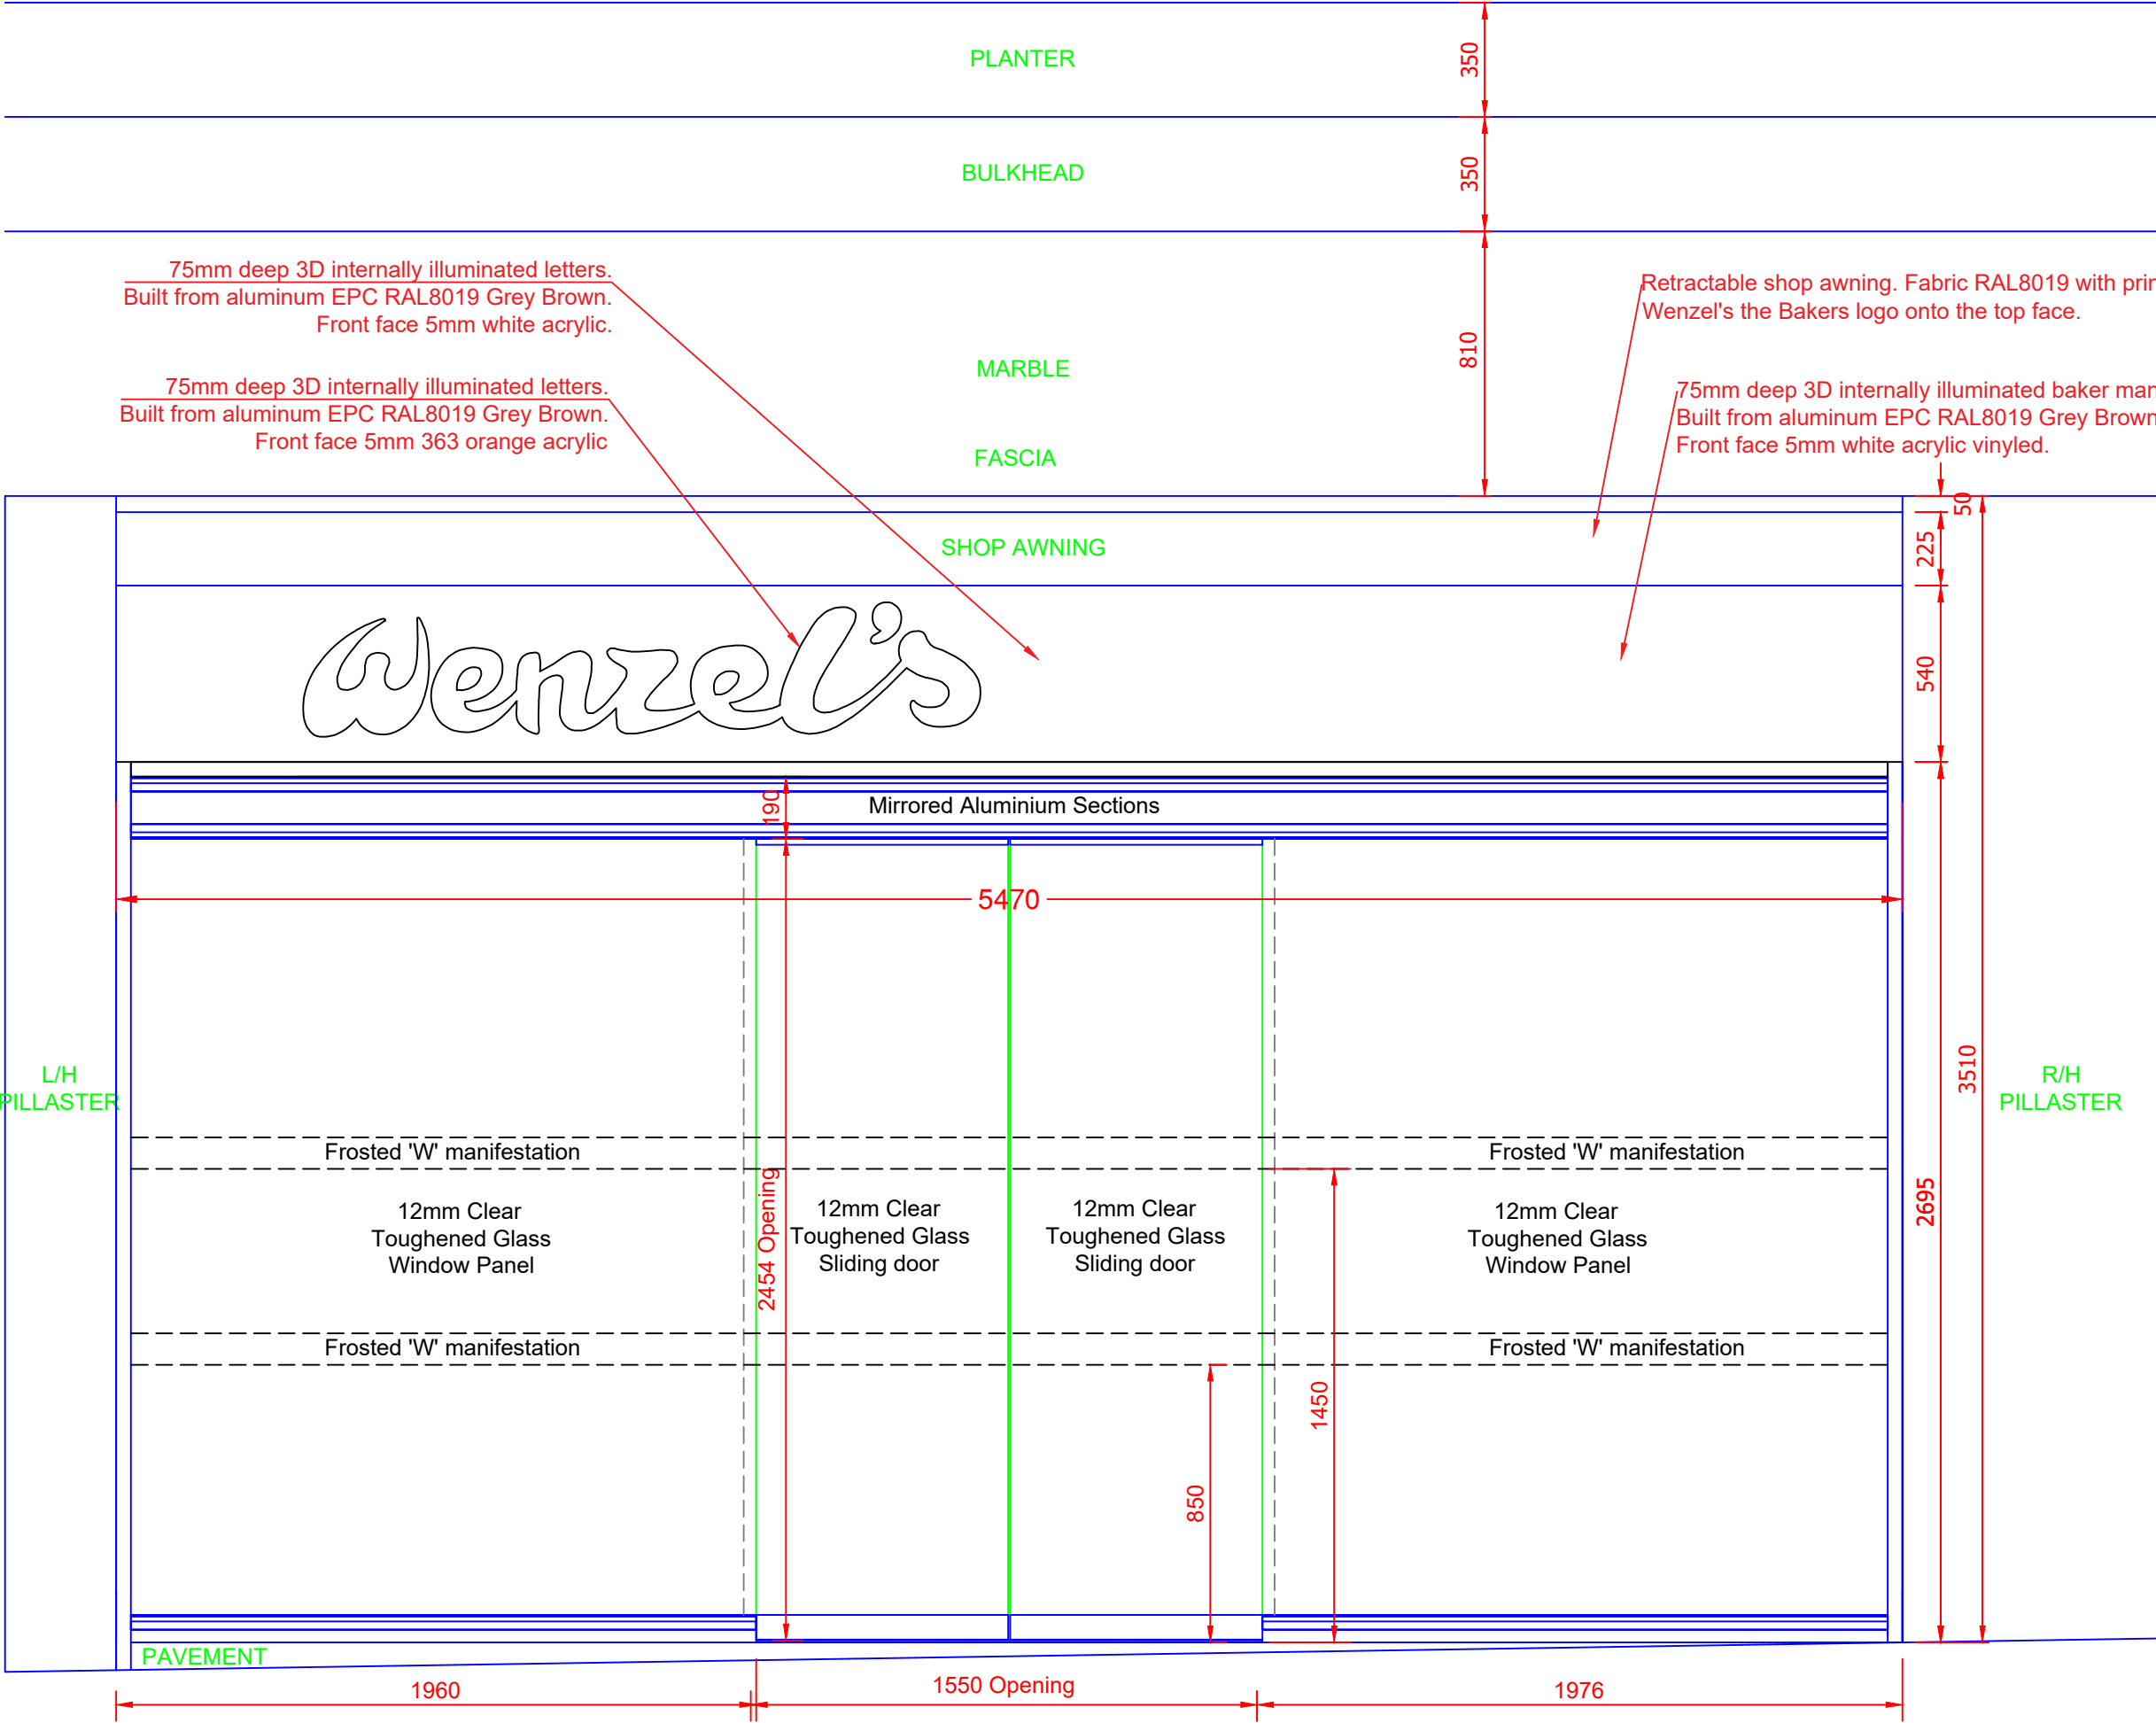 PLANTER
350
BULKHEAD
350
75mm deep 3D internally illuminated letters.
Built from aluminum EPC RAL8019 Grey Brown.
Front face 5mm white acrylic.
Retractable shop awning. Fabric RAL8019 with
Wenzel's the Bakers logo onto the top face.
810
MARBLE
75mm deep 3D internally illuminated letters.
Built from aluminum EPC RAL8019 Grey Brown.
Front face 5mm 363 orange acrylic
75mm deep 3D internally illuminated baker man
Built from aluminum EPC RAL8019 Grey Brown
Front face 5mm white acrylic vinyled.
FASCIA
50
SHOP AWNING
225
Wenzel's
540
190
Mirrored Aluminium Sections
5470
L/H
PILLASTER
3510
R/H
PILLASTER
Frosted 'W' manifestation
Frosted 'W' manifestation
2454 Opening
2695
12mm Clear
Toughened Glass
Window Panel
12mm Clear
Toughened Glass
Sliding door
12mm Clear
Toughened Glass
Sliding door
12mm Clear
Toughened Glass
Window Panel
Frosted 'W' manifestation
Frosted 'W' manifestation
1450
850
PAVEMENT
1960
1550 Opening
1976